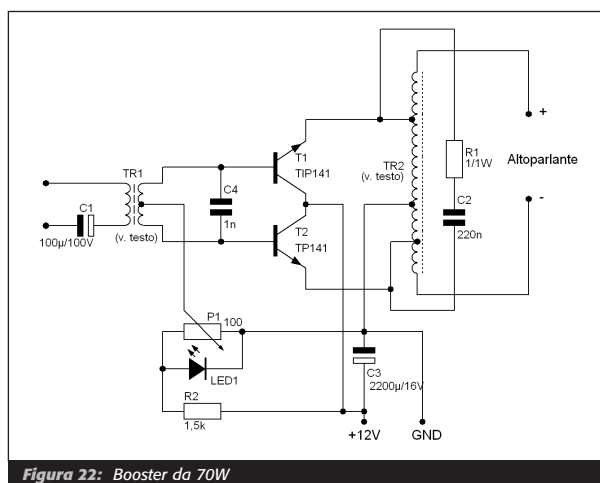 T1
TIP141
TR1
(v. testo)
C4
1n
C1
100µ/100V
T2
TP141
TR2
(v. testo)
R1
1/1W
C2
220n
+
Altoparlante
-
P1 100
LED1
R2
1,5k
C3
2200µ/16V
+12V GND
Figura 22: Booster da 70W